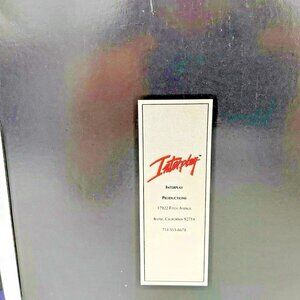 Interplay
INTERPLAY
PRODUCTIONS
17922 FITCH AVENUE
IRVINE, CALIFORNIA 92714
714-553-6678